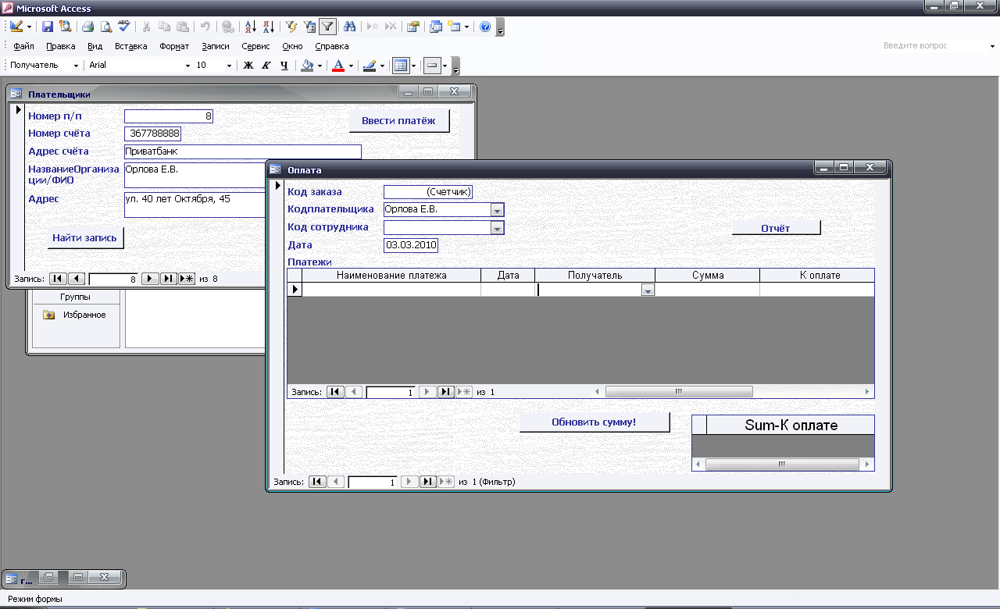 Microsoft Access
Файл Правка Вид Вставка Формат Записи Сервис Окно Справка
Введите вопрос
Получатель Arial 10 Ж К Ч
Плательщики
Номер п/п 8
Ввести платёж
Номер счёта 367788888
Адрес счёта Приватбанк
НазваниеОрганиза
ции/ФИО
Орлова Е.В.
Адрес ул. 40 лет Октября, 45
Найти запись
Запись: 8 из 8
Группы
Избранное
Оплата
Код заказа (Счетчик)
Кодплательщика Орлова Е.В.
Код сотрудника
Отчёт
Дата 03.03.2010
Платежи
Наименование платежа Дата Получатель Сумма К оплате
Запись: 1 из 1
Обновить сумму!
Sum-К оплате
Запись: 1 из 1 (Фильтр)
г...
Режим формы